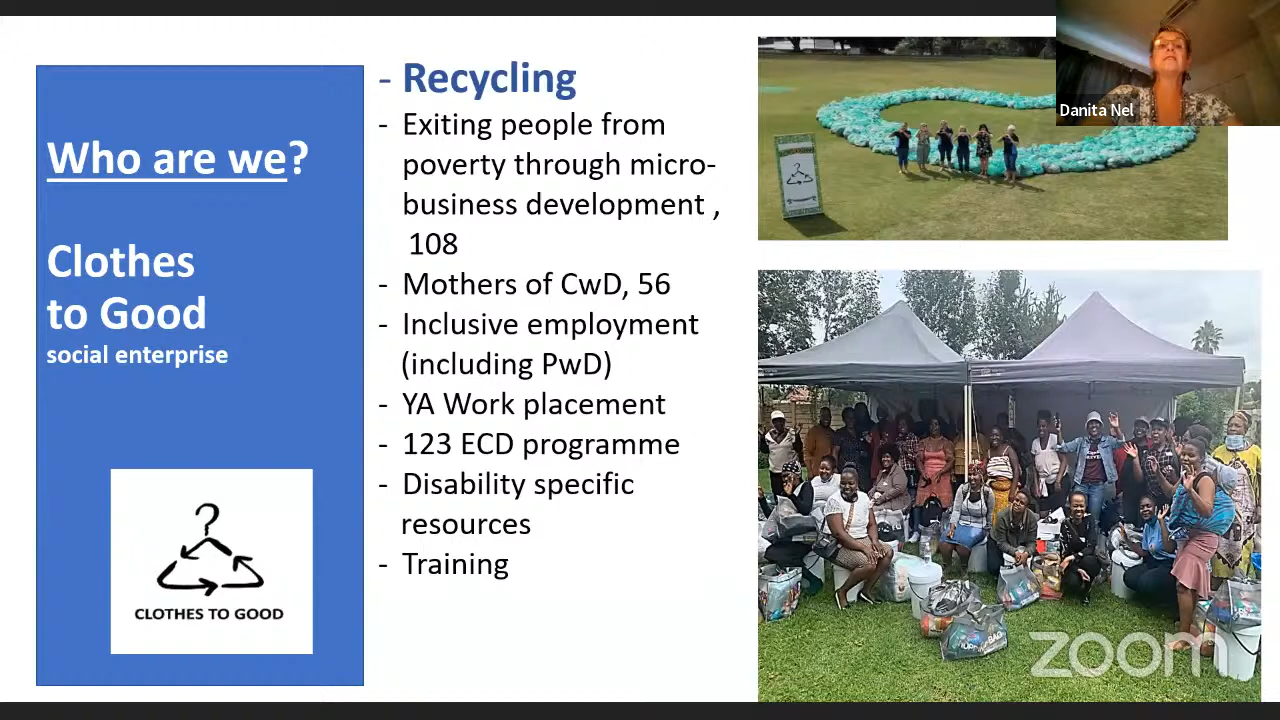 Who are we?
Clothes
to Good
social enterprise
CLOTHES TO GOOD
- Recycling
- Exiting people from
poverty through micro-
business development ,
108
- Mothers of CwD, 56
- Inclusive employment
(including PwD)
- YA Work placement
- 123 ECD programme
- Disability specific
resources
- Training
Danita Nel
zoom